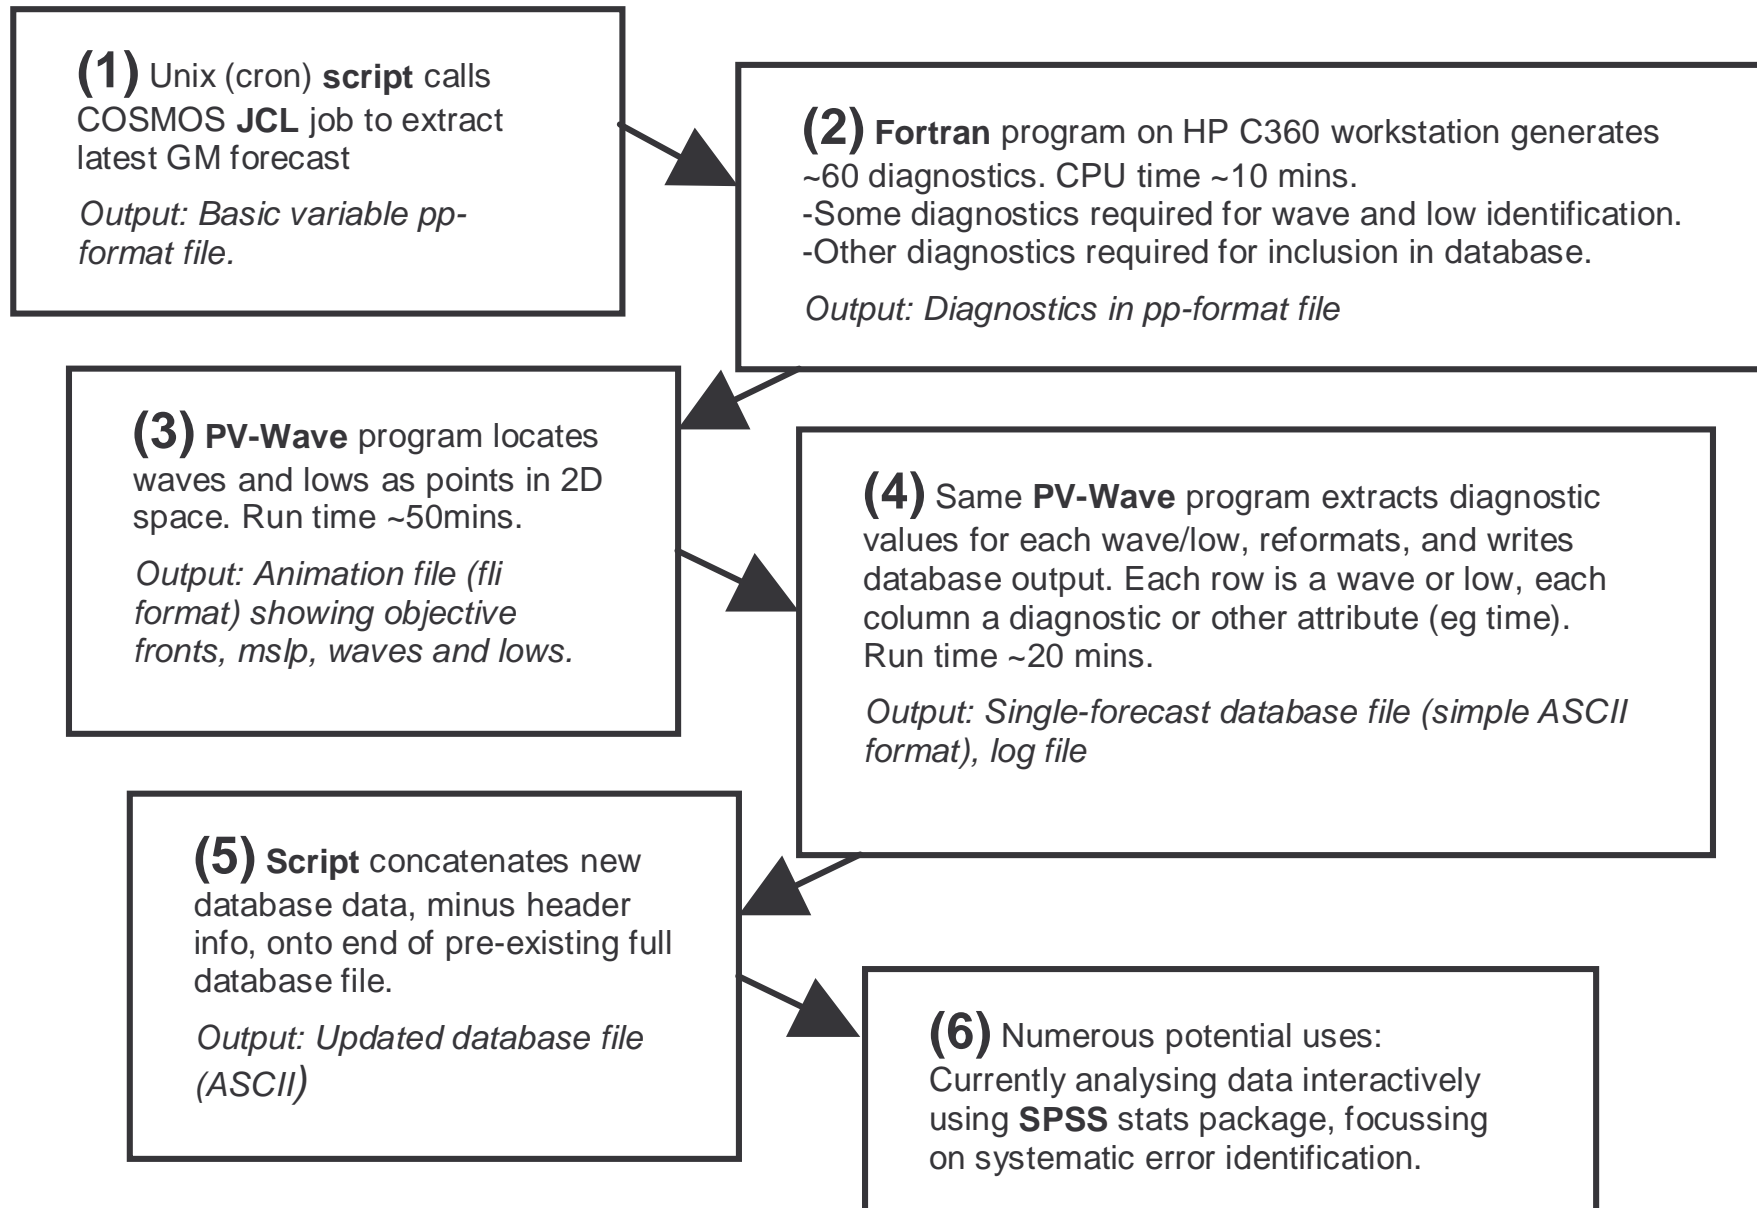 (1) Unix (cron) script calls
COSMOS JCL job to extract
latest GM forecast
Output: Basic variable pp-
format file.
(2) Fortran program on HP C360 workstation generates
~60 diagnostics. CPU time ~10 mins.
-Some diagnostics required for wave and low identification.
-Other diagnostics required for inclusion in database.
Output: Diagnostics in pp-format file
(3) PV-Wave program locates
waves and lows as points in 2D
space. Run time ~50mins.
Output: Animation file (fli
format) showing objective
fronts, mslp, waves and lows.
(4) Same PV-Wave program extracts diagnostic
values for each wave/low, reformats, and writes
database output. Each row is a wave or low, each
column a diagnostic or other attribute (eg time).
Run time ~20 mins.
Output: Single-forecast database file (simple ASCII
format), log file
(5) Script concatenates new
database data, minus header
info, onto end of pre-existing full
database file.
Output: Updated database file
(ASCII)
(6) Numerous potential uses:
Currently analysing data interactively
using SPSS stats package, focussing
on systematic error identification.